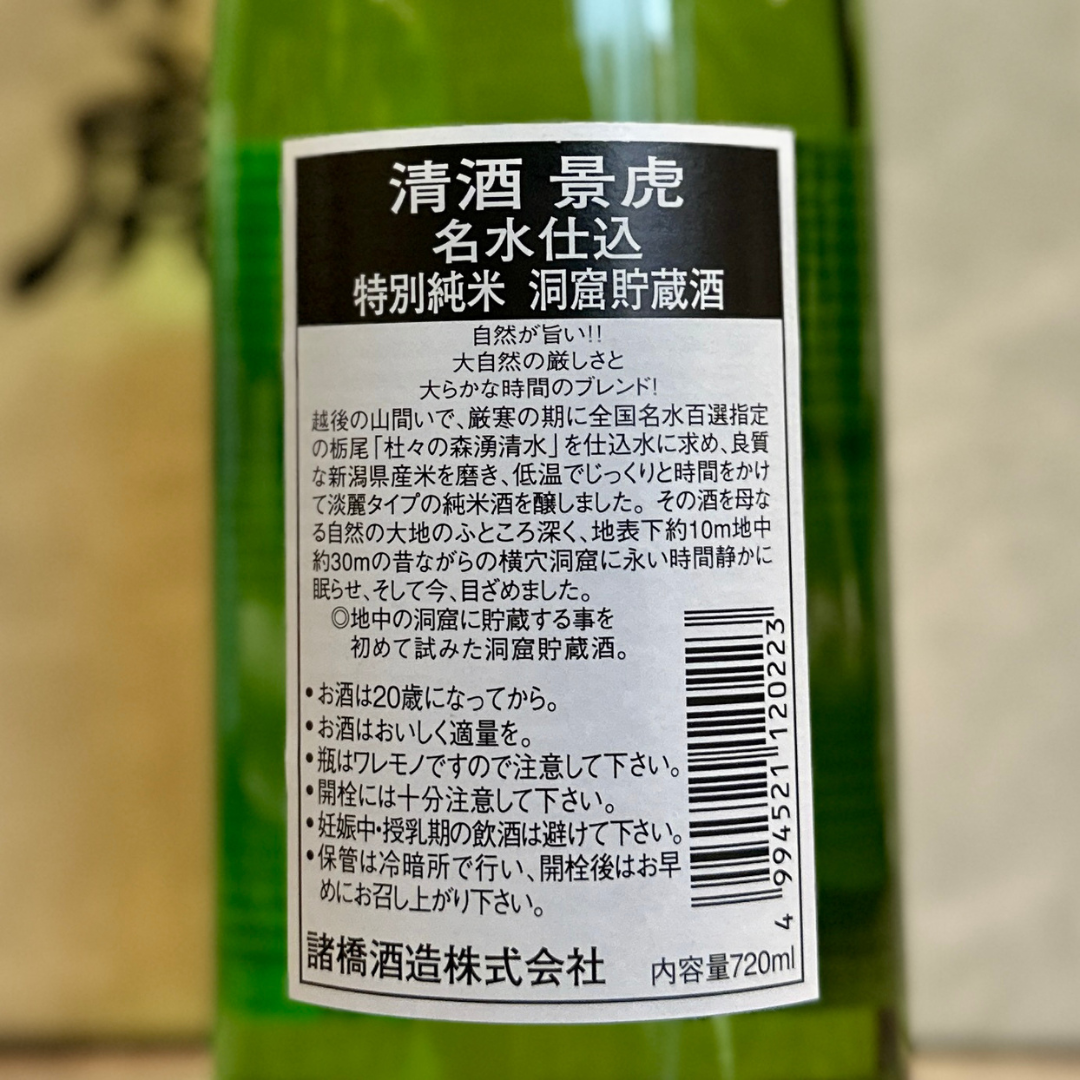 清酒 景虎
名水仕込
特別純米 洞窟貯蔵酒
自然が旨い!!
大自然の厳しさと
大らかな時間のブレンド!
越後の山間いで、厳寒の期に全国名水百選指定
の栃尾「杜々の森湧清水」を仕込水に求め、良質
な新潟県産米を磨き、低温でじっくりと時間をかけ
て淡麗タイプの純米酒を醸しました。その酒を母な
る自然の大地のふところ深く、地表下約10m地中
約30mの昔ながらの横穴洞窟に永い時間静かに
眠らせ、そして今、目ざめました。
◎地中の洞窟に貯蔵する事を
初めて試みた洞窟貯蔵酒。
•お酒は20歳になってから。
•お酒はおいしく適量を。
•瓶はワレモノですので注意して下さい。
•開栓には十分注意して下さい。
•妊娠中・授乳期の飲酒は避けて下さい。
•保管は冷暗所で行い、開栓後はお早
めにお召し上がり下さい。
4 994521 120223
諸橋酒造株式会社 内容量720ml